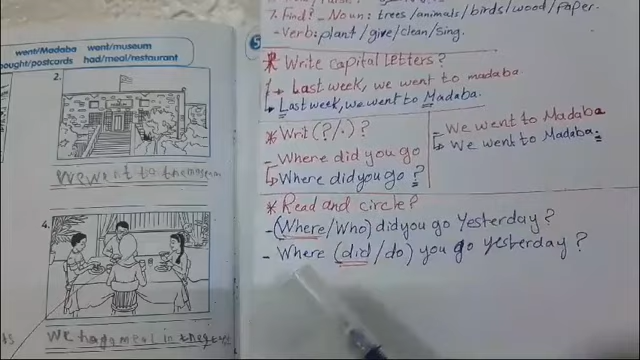 went/Madaba went/museum
bought/postcards had/meal/restaurant
2.
We went to the museum
4.
We had a meal in the
5
7. Find? - Noun: trees/animals/birds/wood/paper.
- Verb: plant/give/clean/sing.
* Write capital letters?
- Last week, we went to madaba.
Last week, we went to Madaba.
* Writ (?/.)?
- Where did you go
Where did you go ?
- We went to Madaba
We went to Madaba.
* Read and circle?
- (Where/Who) did you go yesterday?
- Where (did/do) you go yesterday?